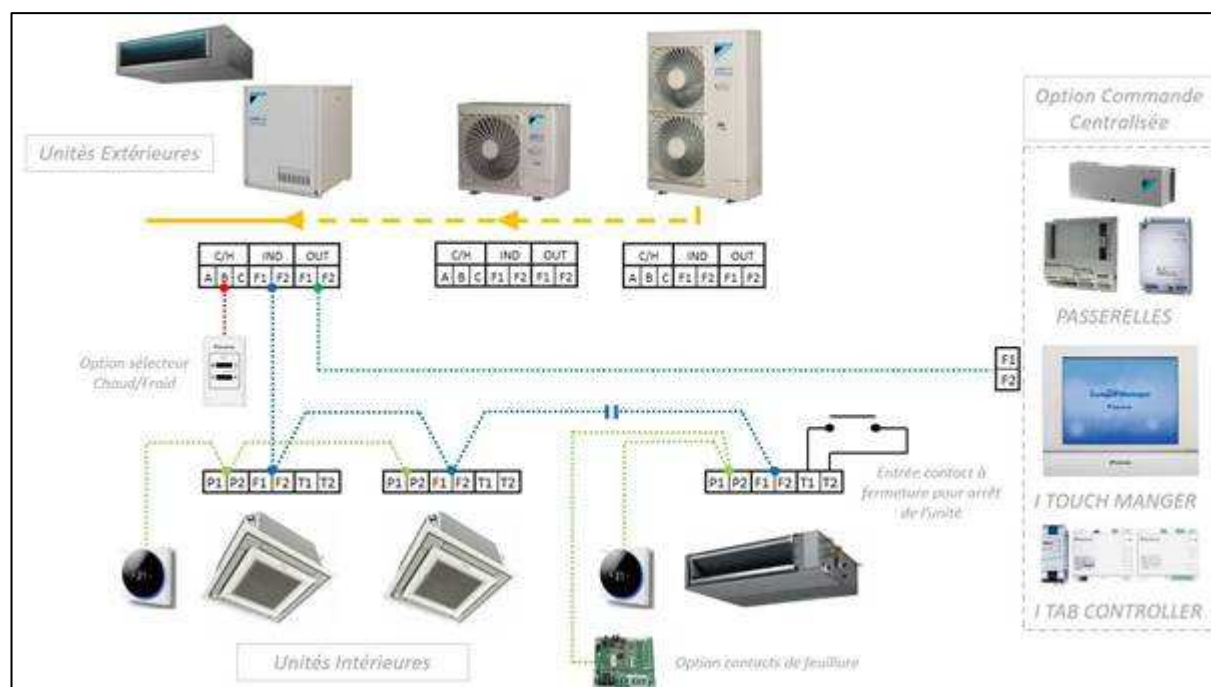 Option Commande
Centralisée
Unités Extérieures
C/H IND OUT
A B C F1 F2 F1 F2
C/H IND OUT
A B C F1 F2 F1 F2
C/H IND OUT
A B C F1 F2 F1 F2
PASSERELLES
Option sélecteur
Chaud/Froid
F1
F2
P1 P2 F1 F2 T1 T2
P1 P2 F1 F2 T1 T2
P1 P2 F1 F2 T1 T2
Entrée contact à
fermeture pour arrêt
de l'unité
I TOUCH MANGER
I TAB CONTROLLER
Unités Intérieures
Option contacts de feuillure